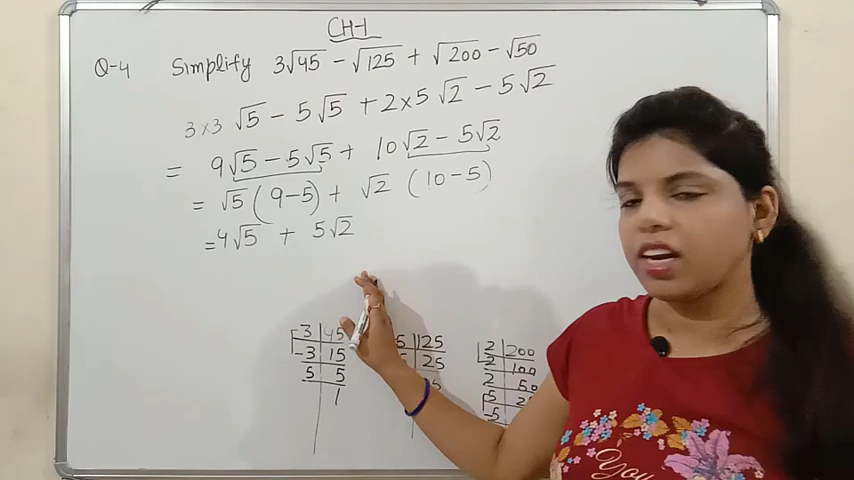 CH-1
Q-4 Simplify 3√45 - √125 + √200 - √50
3×3 √5 - 5√5 + 2×5√2 - 5√2
= 9√5 - 5√5 + 10√2 - 5√2
= √5 (9-5) + √2 (10-5)
= 4√5 + 5√2
3 45
3 15
5 5
1
5 125
25
5
2 200
2 100
2 50
5
5
You